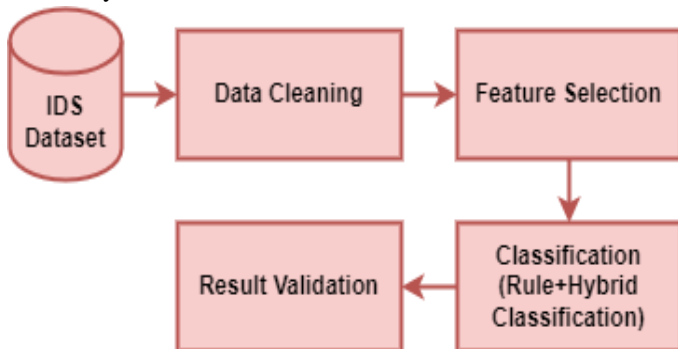 IDS
Dataset
Data Cleaning
Feature Selection
Classification
(Rule+Hybrid
Classification)
Result Validation